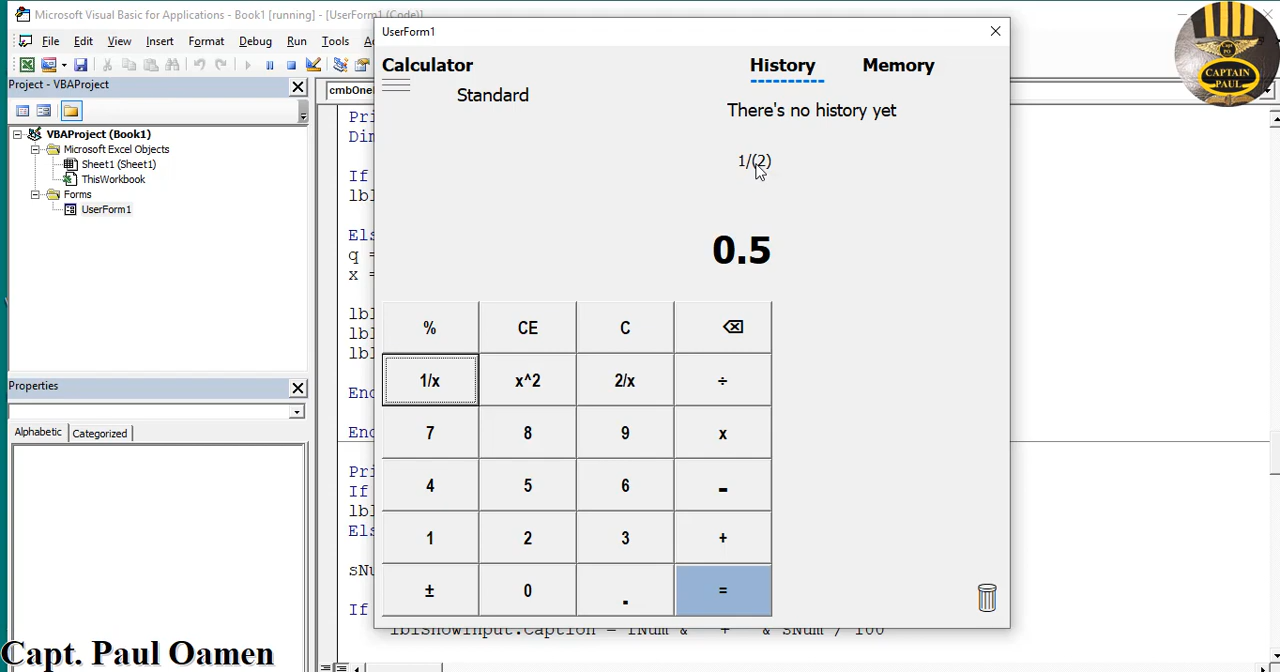 Microsoft Visual Basic for Applications - Book1 [running] - [UserForm1 (Code)]
File Edit View Insert Format Debug Run Tools
Project - VBAProject
VBAProject (Book1)
Microsoft Excel Objects
Sheet1 (Sheet1)
ThisWorkbook
Forms
UserForm1
Properties
Alphabetic Categorized
UserForm1
Calculator
Standard
History Memory
There's no history yet
1/(2)
0.5
% CE C
1/x x^2 2/x ÷
7 8 9 x
4 5 6 -
1 2 3 +
± 0 . =
If
q =
x =
If
CAPTAIN
PAUL
Capt. Paul Oamen